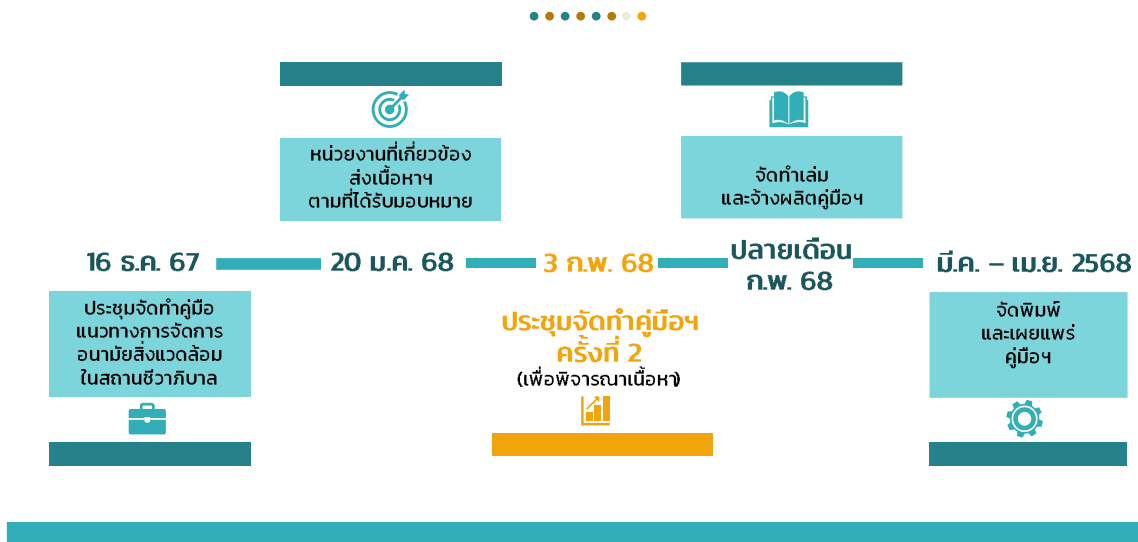 16 ธ.ค. 67
ประชุมจัดทำคู่มือ
แนวทางการจัดการ
อนามัยสิ่งแวดล้อม
ในสถานชีวาภิบาล
หน่วยงานที่เกี่ยวข้อง
ส่งเนื้อหาฯ
ตามที่ได้รับมอบหมาย
20 ม.ค. 68
3 ก.พ. 68
ประชุมจัดทำคู่มือฯ
ครั้งที่ 2
(เพื่อพิจารณาเนื้อหา)
จัดทำเล่ม
และจ้างผลิตคู่มือฯ
ปลายเดือน
ก.พ. 68
มี.ค. – เม.ย. 2568
จัดพิมพ์
และเผยแพร่
คู่มือฯ